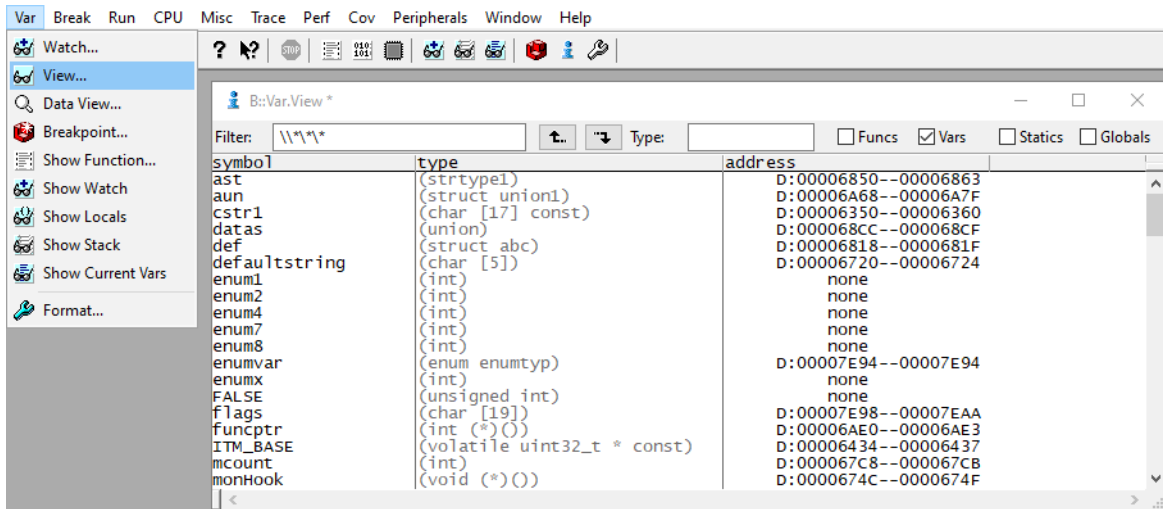 Var Break Run CPU Misc Trace Perf Cov Peripherals Window Help
Watch...
View...
Data View...
Breakpoint...
Show Function...
Show Watch
Show Locals
Show Stack
Show Current Vars
Format...
STOP
010
101
B::Var.View *
Filter: \\*\*\* Type: Funcs Vars Statics Globals
symbol type address
ast (strtype1) D:00006850--00006863
aun (struct union1) D:00006A68--00006A7F
cstr1 (char [17] const) D:00006350--00006360
datas (union) D:000068CC--000068CF
def (struct abc) D:00006818--0000681F
defaultstring (char [5]) D:00006720--00006724
enum1 (int) none
enum2 (int) none
enum4 (int) none
enum7 (int) none
enum8 (int) none
enumvar (enum enumtyp) D:00007E94--00007E94
enumx (int) none
FALSE (unsigned int) none
flags (char [19]) D:00007E98--00007EAA
funcptr (int (*)()) D:00006AE0--00006AE3
ITM_BASE (volatile uint32_t * const) D:00006434--00006437
mcount (int) D:000067C8--000067CB
monHook (void (*)()) D:0000674C--0000674F